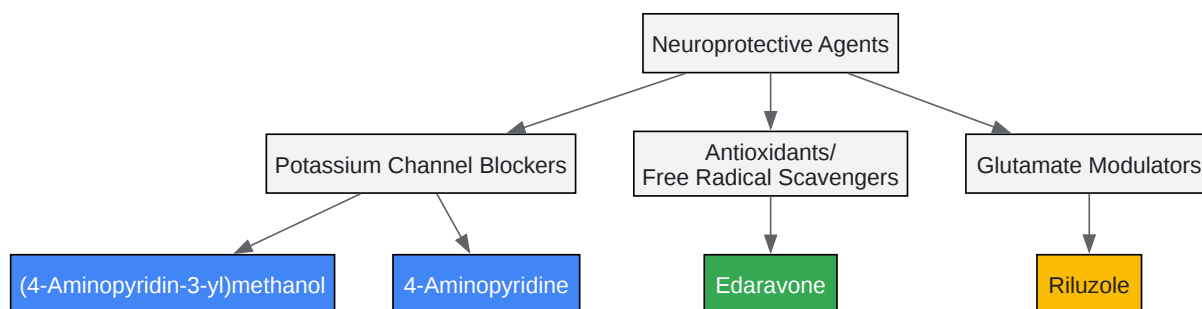 Neuroprotective Agents
Potassium Channel Blockers
Antioxidants/
Free Radical Scavengers
Glutamate Modulators
(4-Aminopyridin-3-yl)methanol
4-Aminopyridine
Edaravone
Riluzole